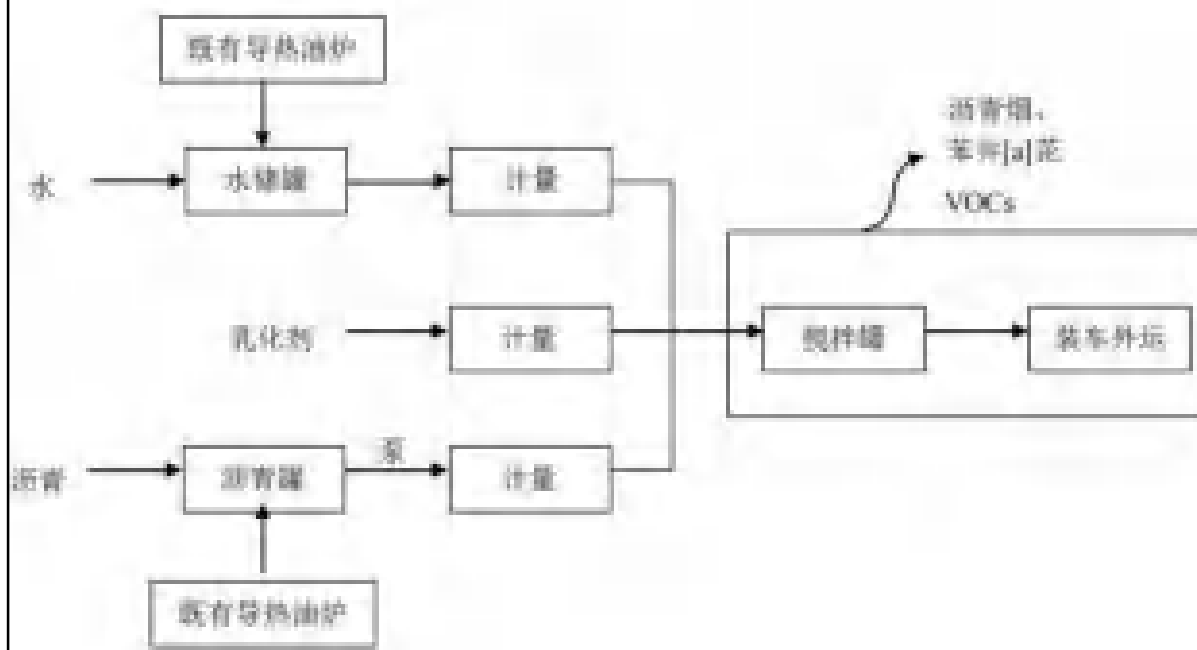 既有导热油炉
沥青烟、
苯并[a]芘
VOCs
水
水储罐
计量
乳化剂
计量
搅拌罐
装车外运
沥青
沥青罐
泵
计量
既有导热油炉